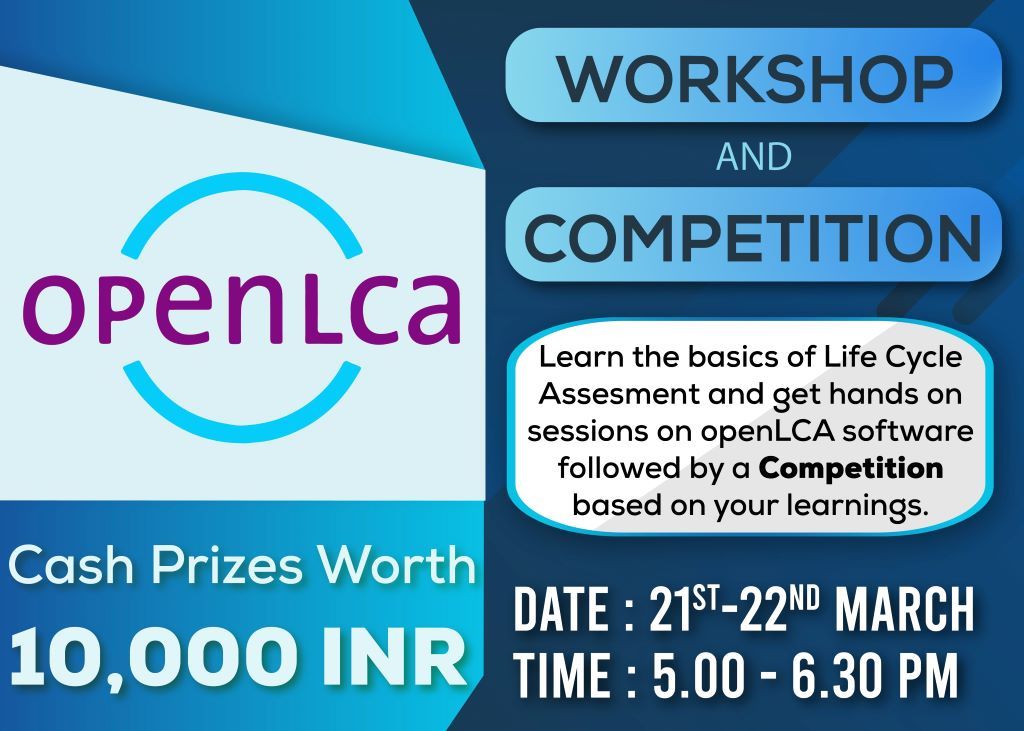 openLca
Cash Prizes Worth
10,000 INR
WORKSHOP
AND
COMPETITION
Learn the basics of Life Cycle
Assesment and get hands on
sessions on openLCA software
followed by a Competition
based on your learnings.
DATE : 21ST-22ND MARCH
TIME : 5.00 - 6.30 PM